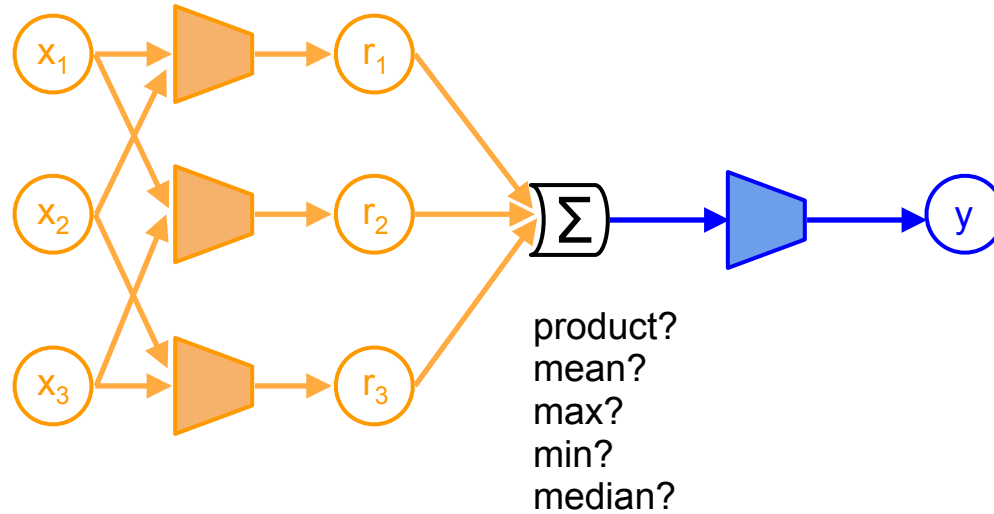 x₁ r₁
x₂ r₂ Σ y
x₃ r₃
product?
mean?
max?
min?
median?